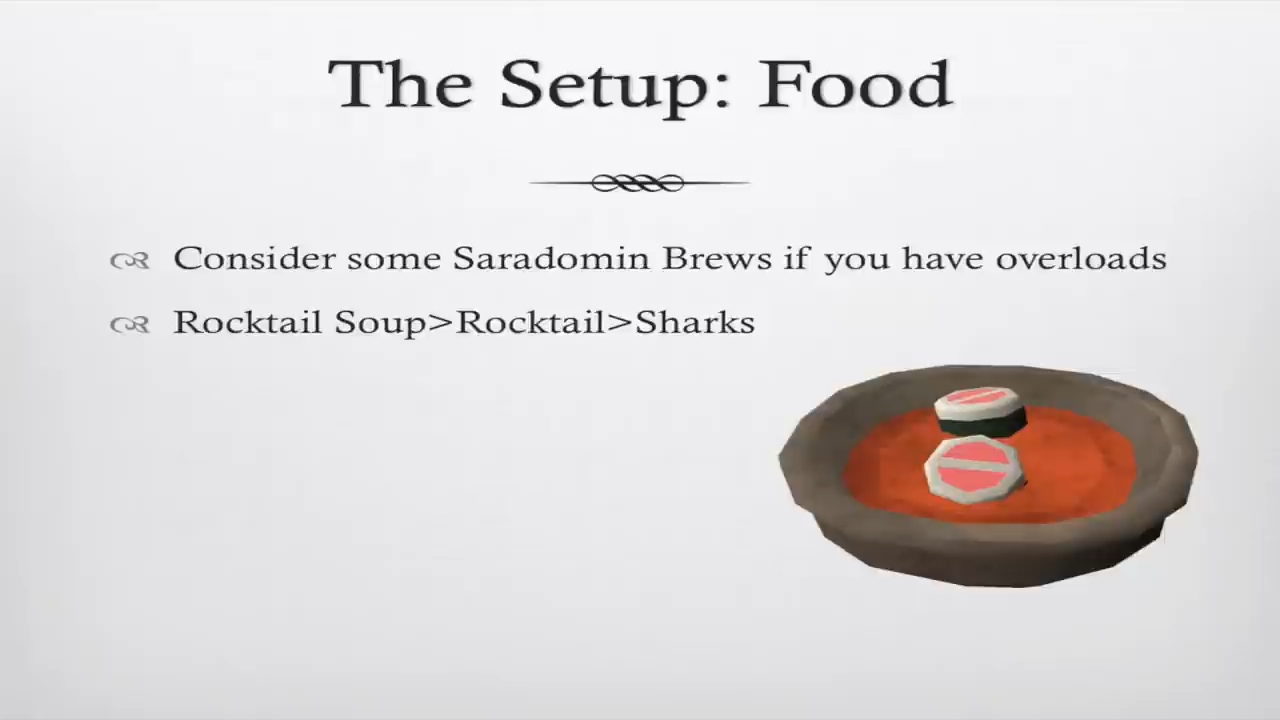 The Setup: Food
Consider some Saradomin Brews if you have overloads
Rocktail Soup>Rocktail>Sharks